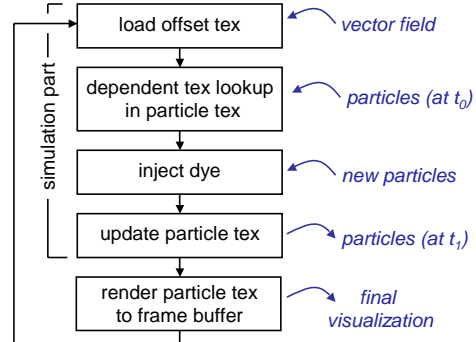 simulation part
load offset tex
vector field
dependent tex lookup
in particle tex
particles (at t0)
inject dye
new particles
update particle tex
particles (at t1)
render particle tex
to frame buffer
final
visualization